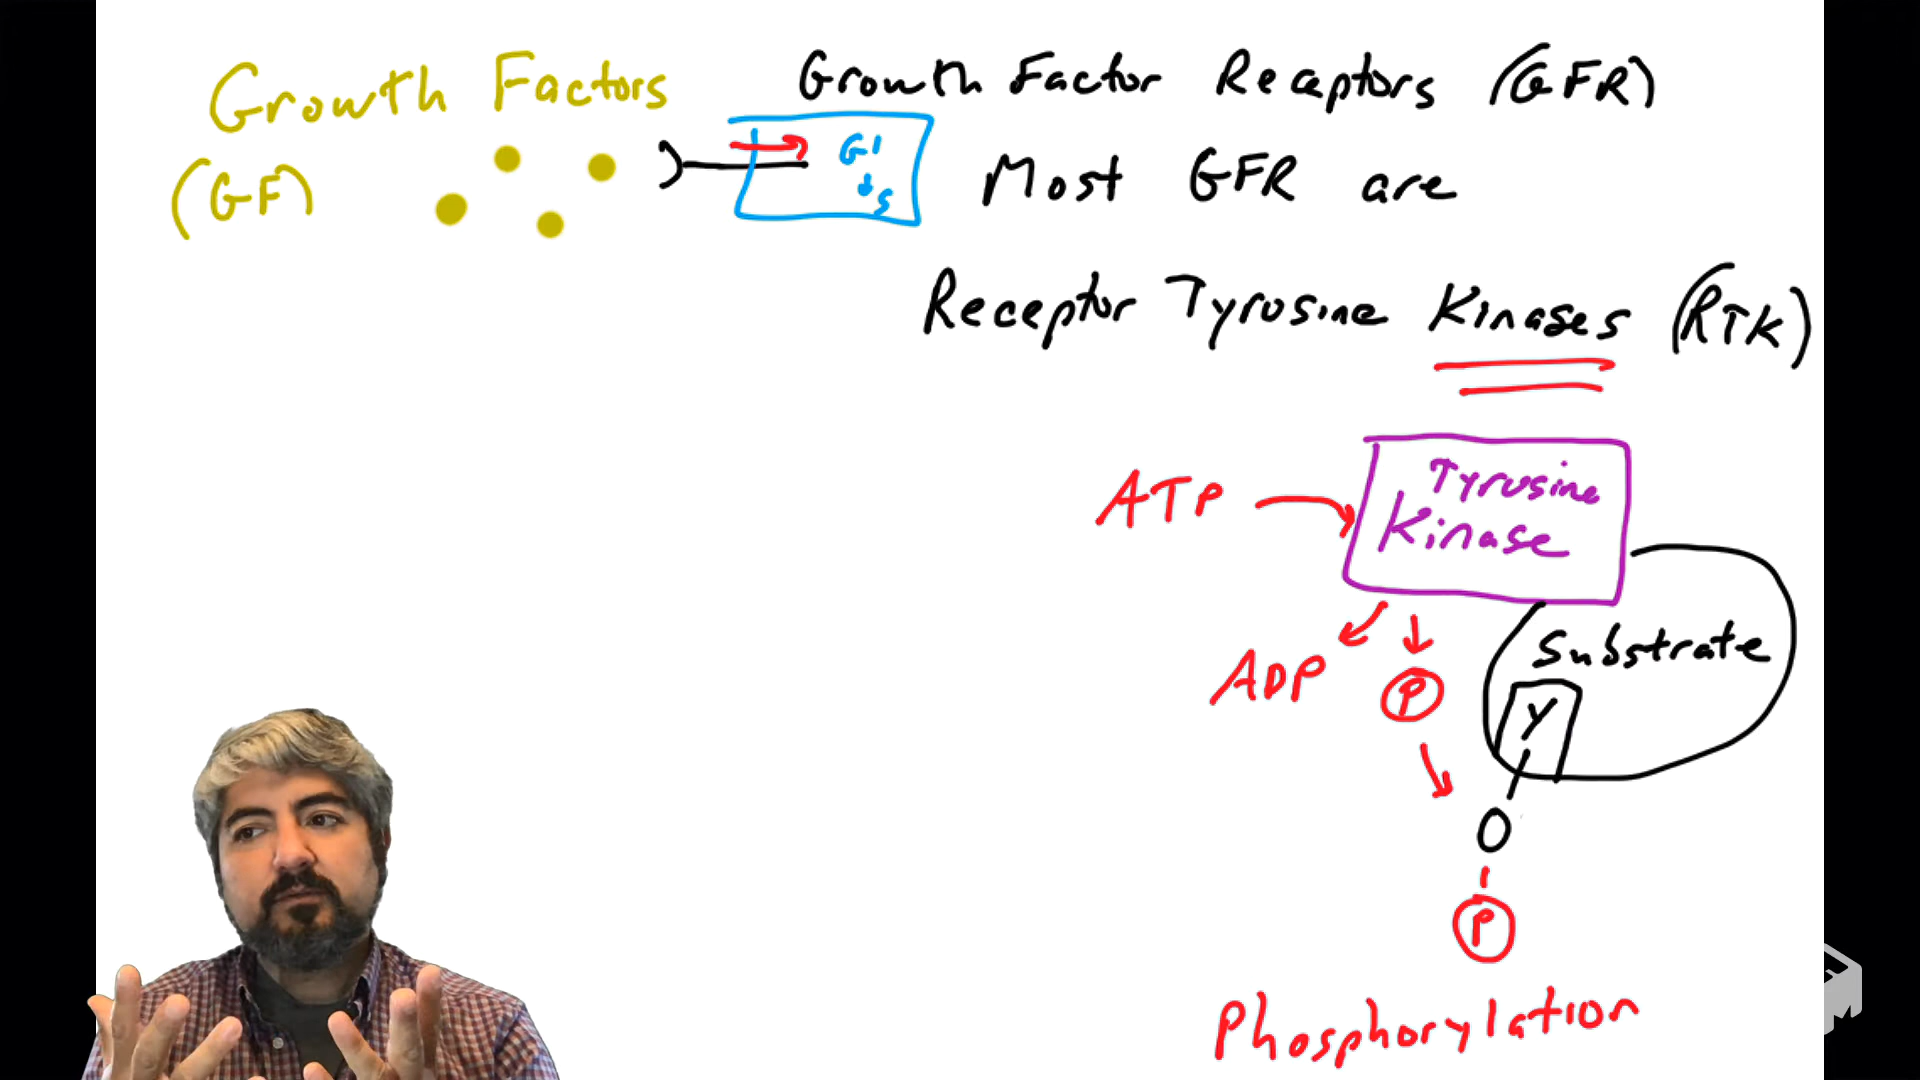 Growth Factors
(GF)
Growth Factor Receptors (GFR)
G1
S
Most GFR are
Receptor Tyrosine Kinases (RTK)
ATP
Tyrosine
Kinase
ADP
P
Substrate
Y
O
P
Phosphorylation